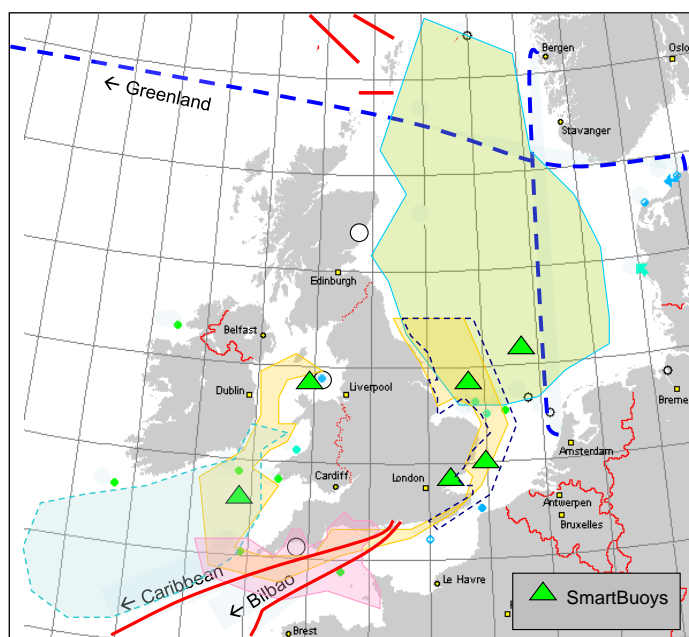 Bergen
Oslo
← Greenland
Stavanger
Edinburgh
Belfast
Dublin
Liverpool
Breme
Amsterdam
Cardiff
London
Antwerpen
Bruxelles
← Caribbean
← Bilbao
Le Havre
SmartBuoys
Brest